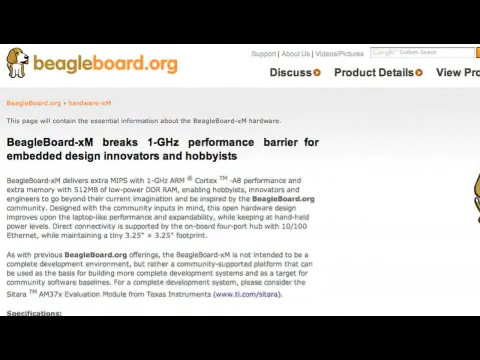 beagleboard.org
Support | About Us | Videos/Pictures
Google™ Custom Search
Discuss Product Details View Pro
BeagleBoard.org › hardware-xM
This page will contain the essential information about the BeagleBoard-xM hardware.
BeagleBoard-xM breaks 1-GHz performance barrier for
embedded design innovators and hobbyists
BeagleBoard-xM delivers extra MIPS with 1-GHz ARM ® Cortex ™ -A8 performance and
extra memory with 512MB of low-power DDR RAM, enabling hobbyists, innovators and
engineers to go beyond their current imagination and be inspired by the BeagleBoard.org
community. Designed with the community inputs in mind, this open hardware design
improves upon the laptop-like performance and expandability, while keeping at hand-held
power levels. Direct connectivity is supported by the on-board four-port hub with 10/100
Ethernet, while maintaining a tiny 3.25" × 3.25" footprint.
As with previous BeagleBoard.org offerings, the BeagleBoard-xM is not intended to be a
complete development environment, but rather a community-supported platform that can
be used as the basis for building more complete development systems and as a target for
community software baselines. For a complete development system, please consider the
Sitara ™ AM37x Evaluation Module from Texas Instruments (www.ti.com/sitara).
Specifications: